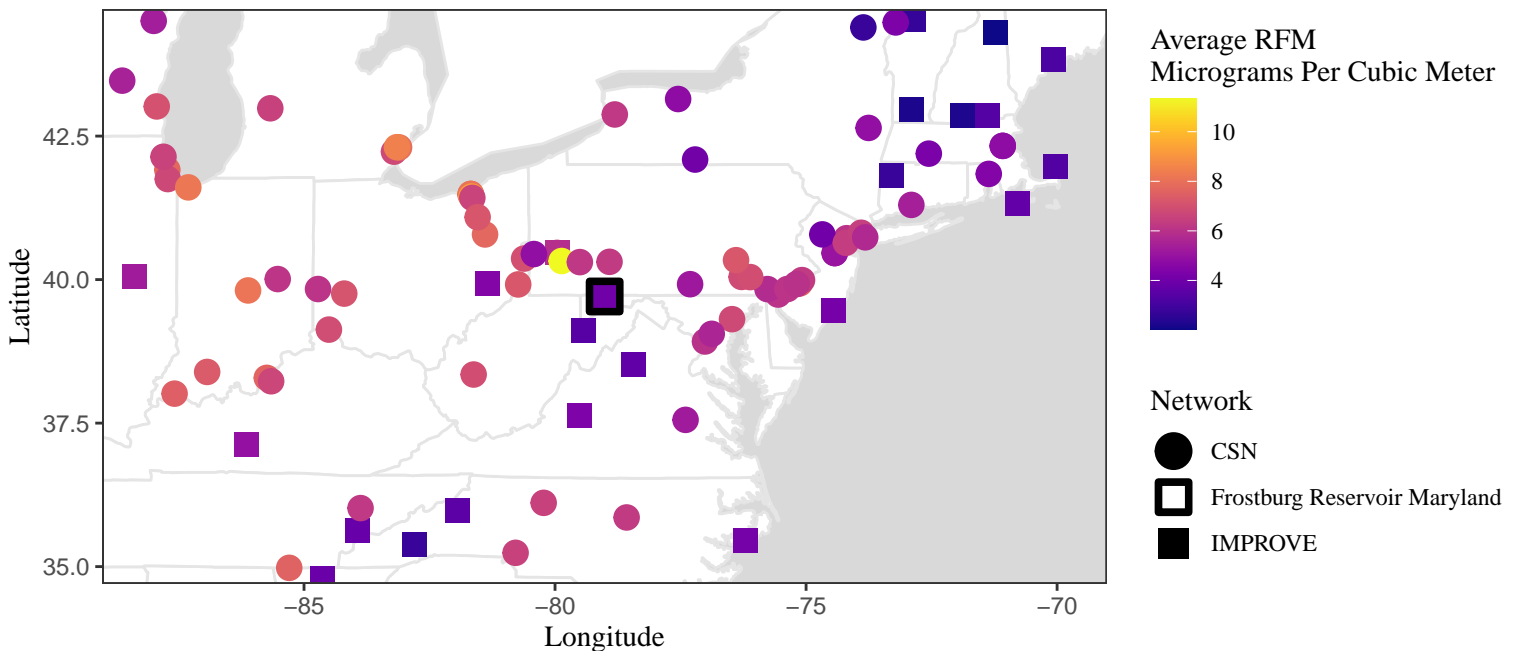 42.5
40.0
37.5
35.0
Latitude
−85
−80
−75
−70
Longitude
Average RFM
Micrograms Per Cubic Meter
10
8
6
4
Network
CSN
Frostburg Reservoir Maryland
IMPROVE